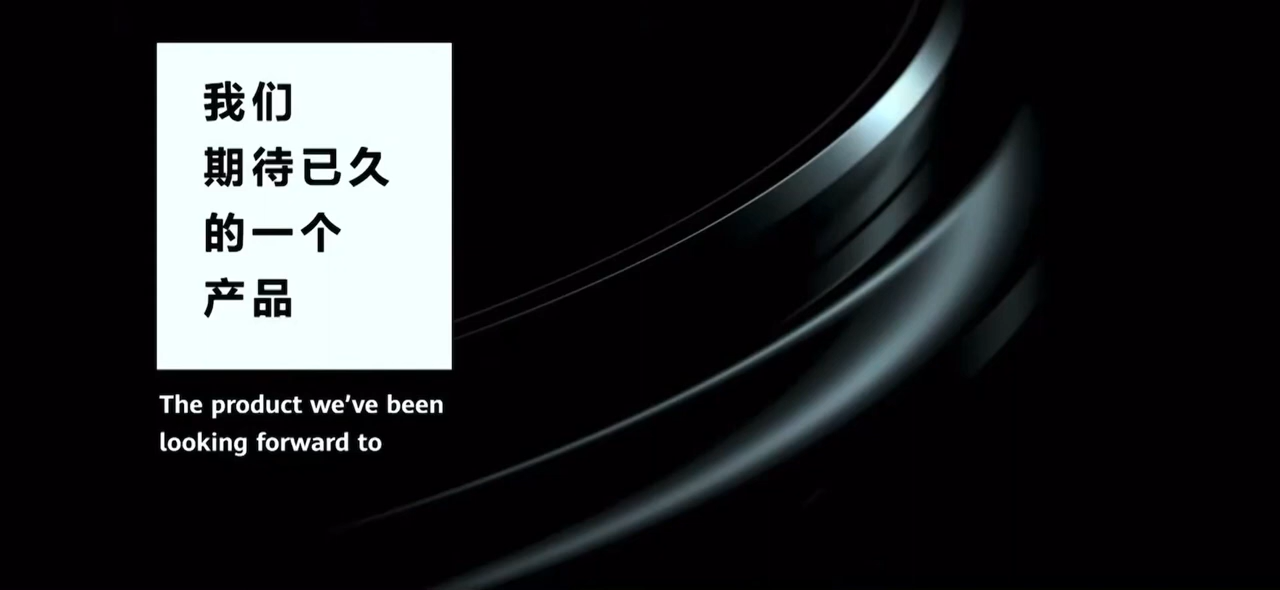 我们
期待已久
的一个
产品
The product we’ve been
looking forward to